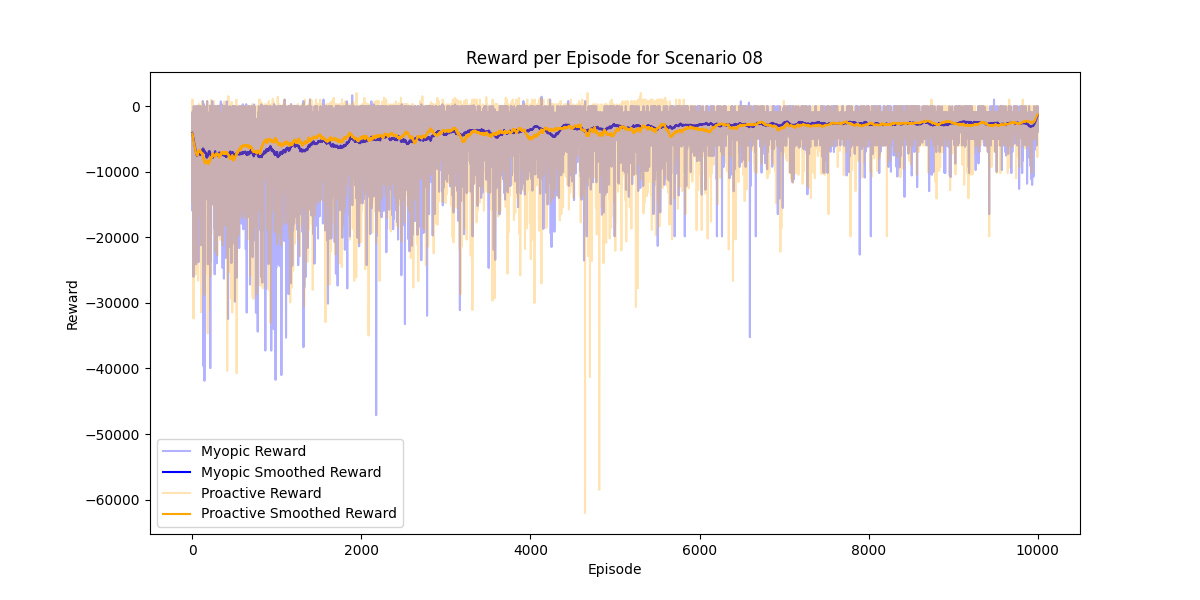 Reward per Episode for Scenario 08
Reward
0
−10000
−20000
−30000
−40000
−50000
−60000
Myopic Reward
Myopic Smoothed Reward
Proactive Reward
Proactive Smoothed Reward
0 2000 4000 6000 8000 10000
Episode